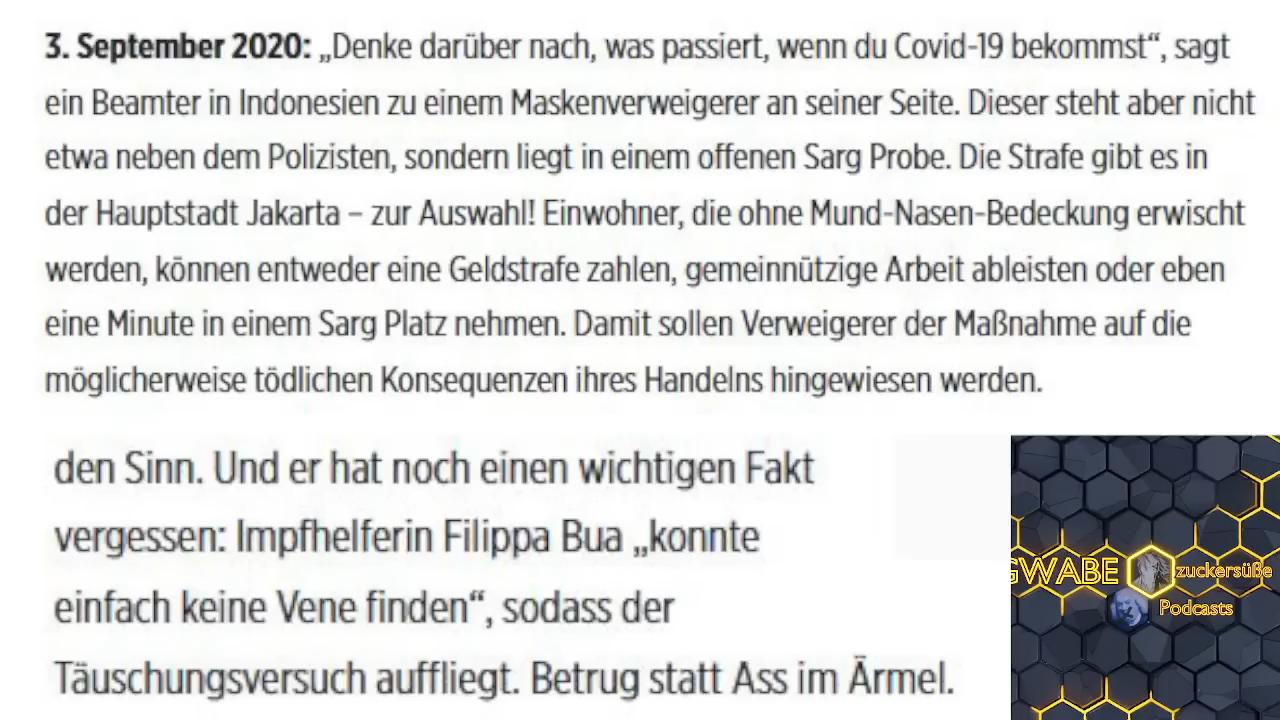 3. September 2020: „Denke darüber nach, was passiert, wenn du Covid-19 bekommst“, sagt
ein Beamter in Indonesien zu einem Maskenverweigerer an seiner Seite. Dieser steht aber nicht
etwa neben dem Polizisten, sondern liegt in einem offenen Sarg Probe. Die Strafe gibt es in
der Hauptstadt Jakarta – zur Auswahl! Einwohner, die ohne Mund-Nasen-Bedeckung erwischt
werden, können entweder eine Geldstrafe zahlen, gemeinnützige Arbeit ableisten oder eben
eine Minute in einem Sarg Platz nehmen. Damit sollen Verweigerer der Maßnahme auf die
möglicherweise tödlichen Konsequenzen ihres Handelns hingewiesen werden.
den Sinn. Und er hat noch einen wichtigen Fakt
vergessen: Impfhelferin Filippa Bua „konnte
einfach keine Vene finden“, sodass der
Täuschungsversuch auffliegt. Betrug statt Ass im Ärmel.
GWABE zuckersüße
Podcasts